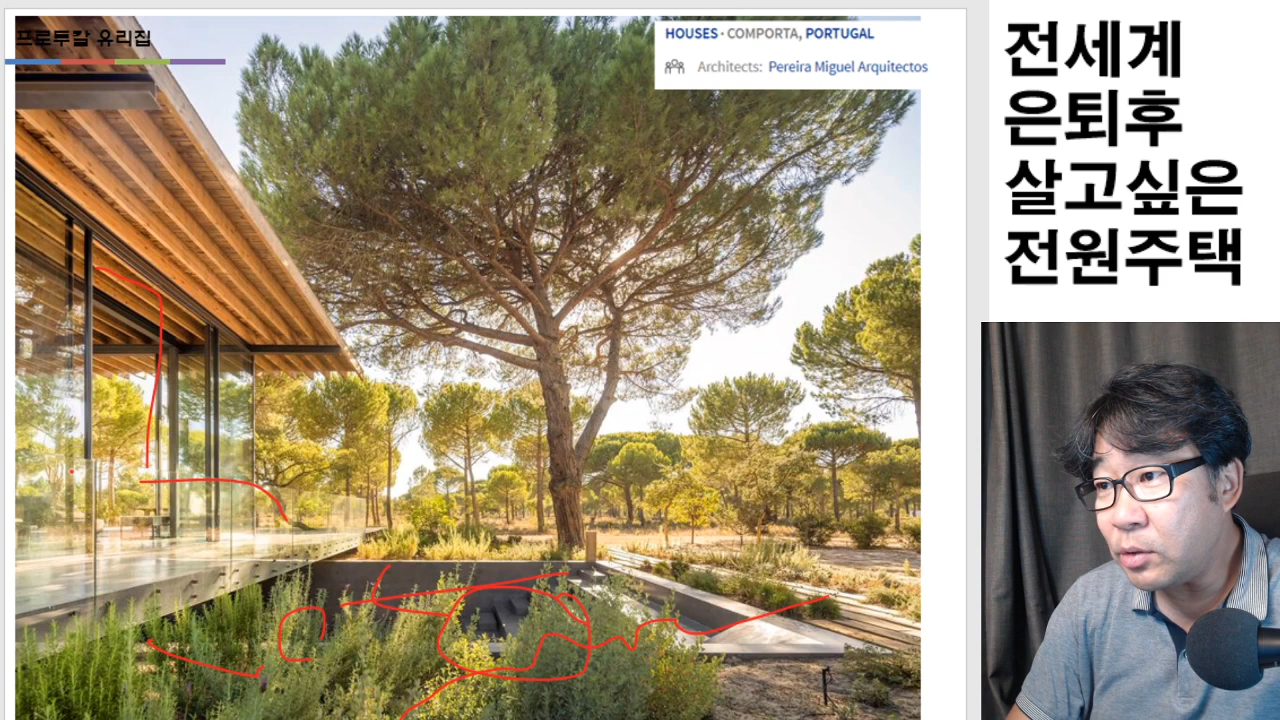 프로투칼 유리집
HOUSES · COMPORTA, PORTUGAL
Architects: Pereira Miguel Arquitectos
전세계
은퇴후
살고싶은
전원주택